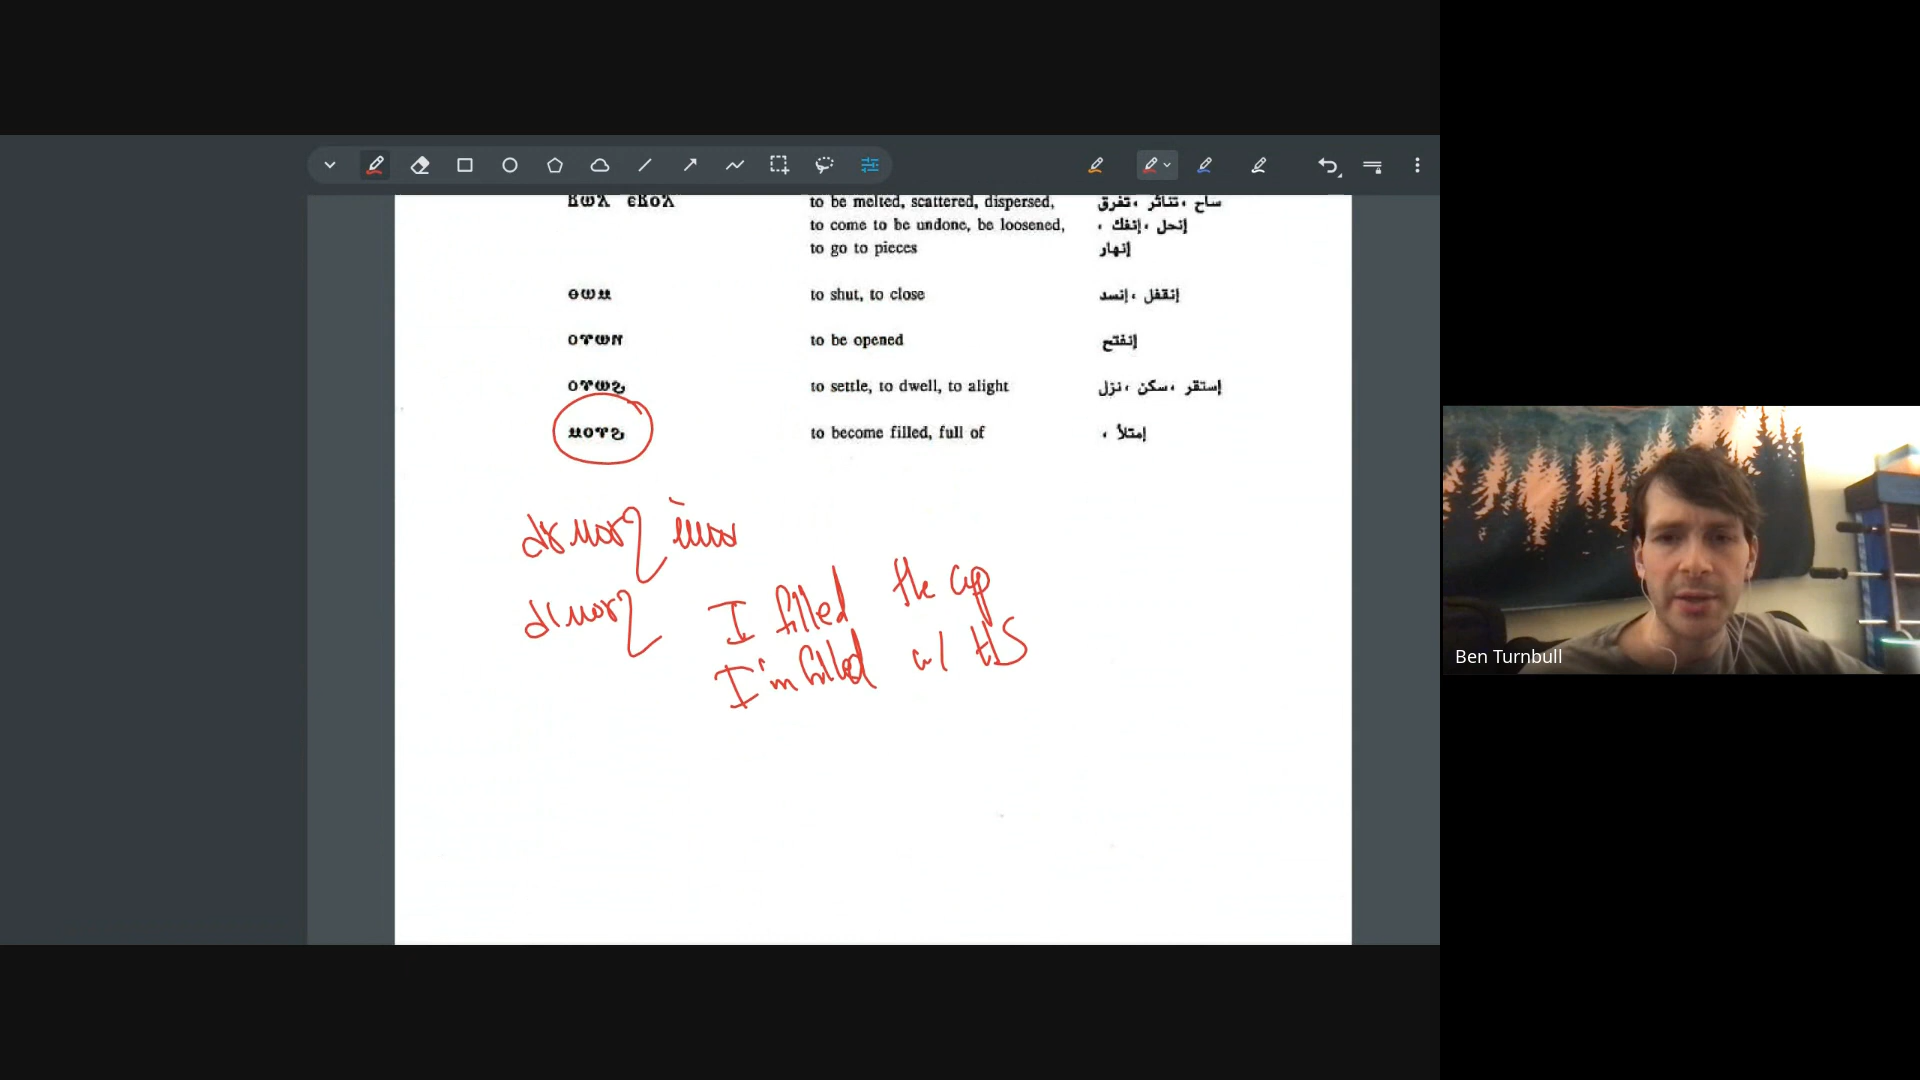 ⲃⲱⲗ ⲉⲃⲟⲗ to be melted, scattered, dispersed, ساح ، تناثر ، تفرق
to come to be undone, be loosened, إنحل ، إنفك ،
to go to pieces إنهار
ⲑⲱⲙ to shut, to close إنقفل ، إنسد
ⲟⲩⲱⲛ to be opened إنفتح
ⲟⲩⲱϩ to settle, to dwell, to alight إستقر ، سكن ، نزل
ⲙⲟⲩϩ to become filled, full of إمتلأ ،
ⲁⲩⲙⲟⲩϩ ⲙ̀ⲙⲟⲩ
ⲁⲓⲙⲟⲩϩ I filled the cup
I'm filled w/ HS
Ben Turnbull